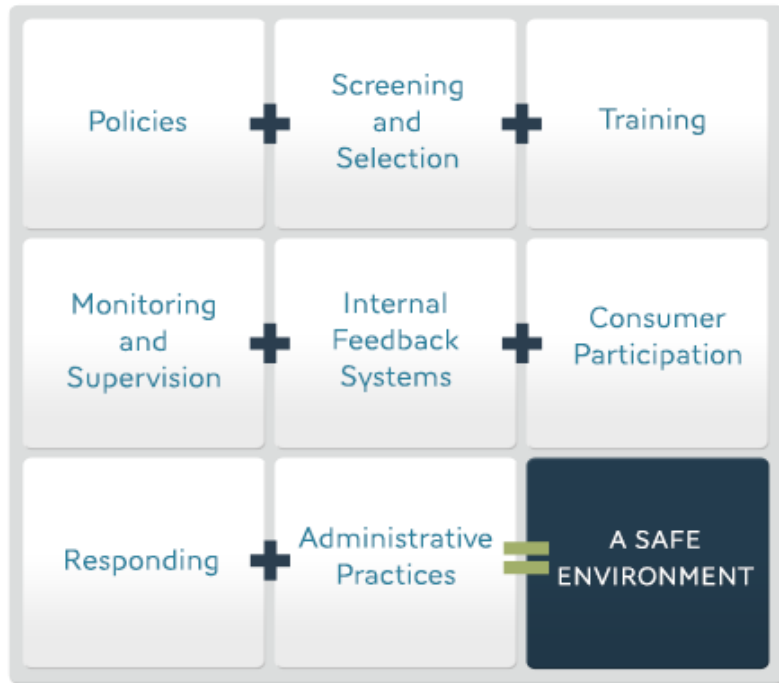 Policies
Screening
and
Selection
Training
Monitoring
and
Supervision
Internal
Feedback
Systems
Consumer
Participation
Responding
Administrative
Practices
A SAFE
ENVIRONMENT